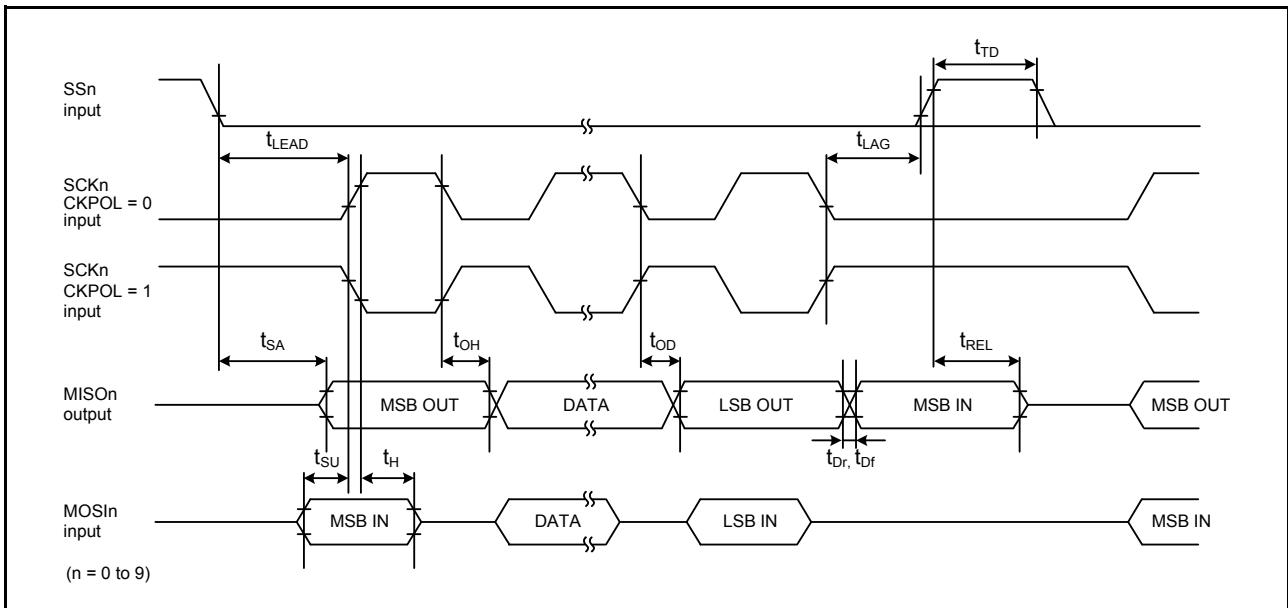 tTD
SSn
input
tLEAD
tLAG
SCKn
CKPOL = 0
input
SCKn
CKPOL = 1
input
tSA
tOH
tOD
tREL
MISOn
output
MSB OUT
DATA
LSB OUT
MSB IN
MSB OUT
tSU
tH
tDr, tDf
MOSIn
input
MSB IN
DATA
LSB IN
MSB IN
(n = 0 to 9)